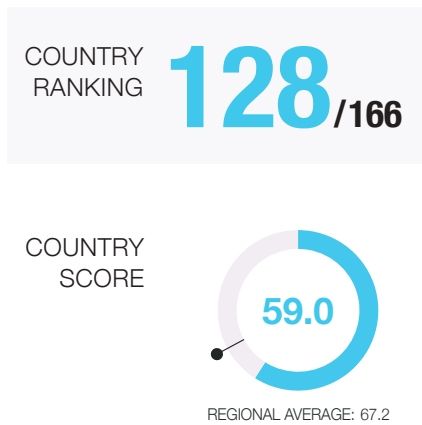 COUNTRY
RANKING
128/166
COUNTRY
SCORE
59.0
REGIONAL AVERAGE: 67.2